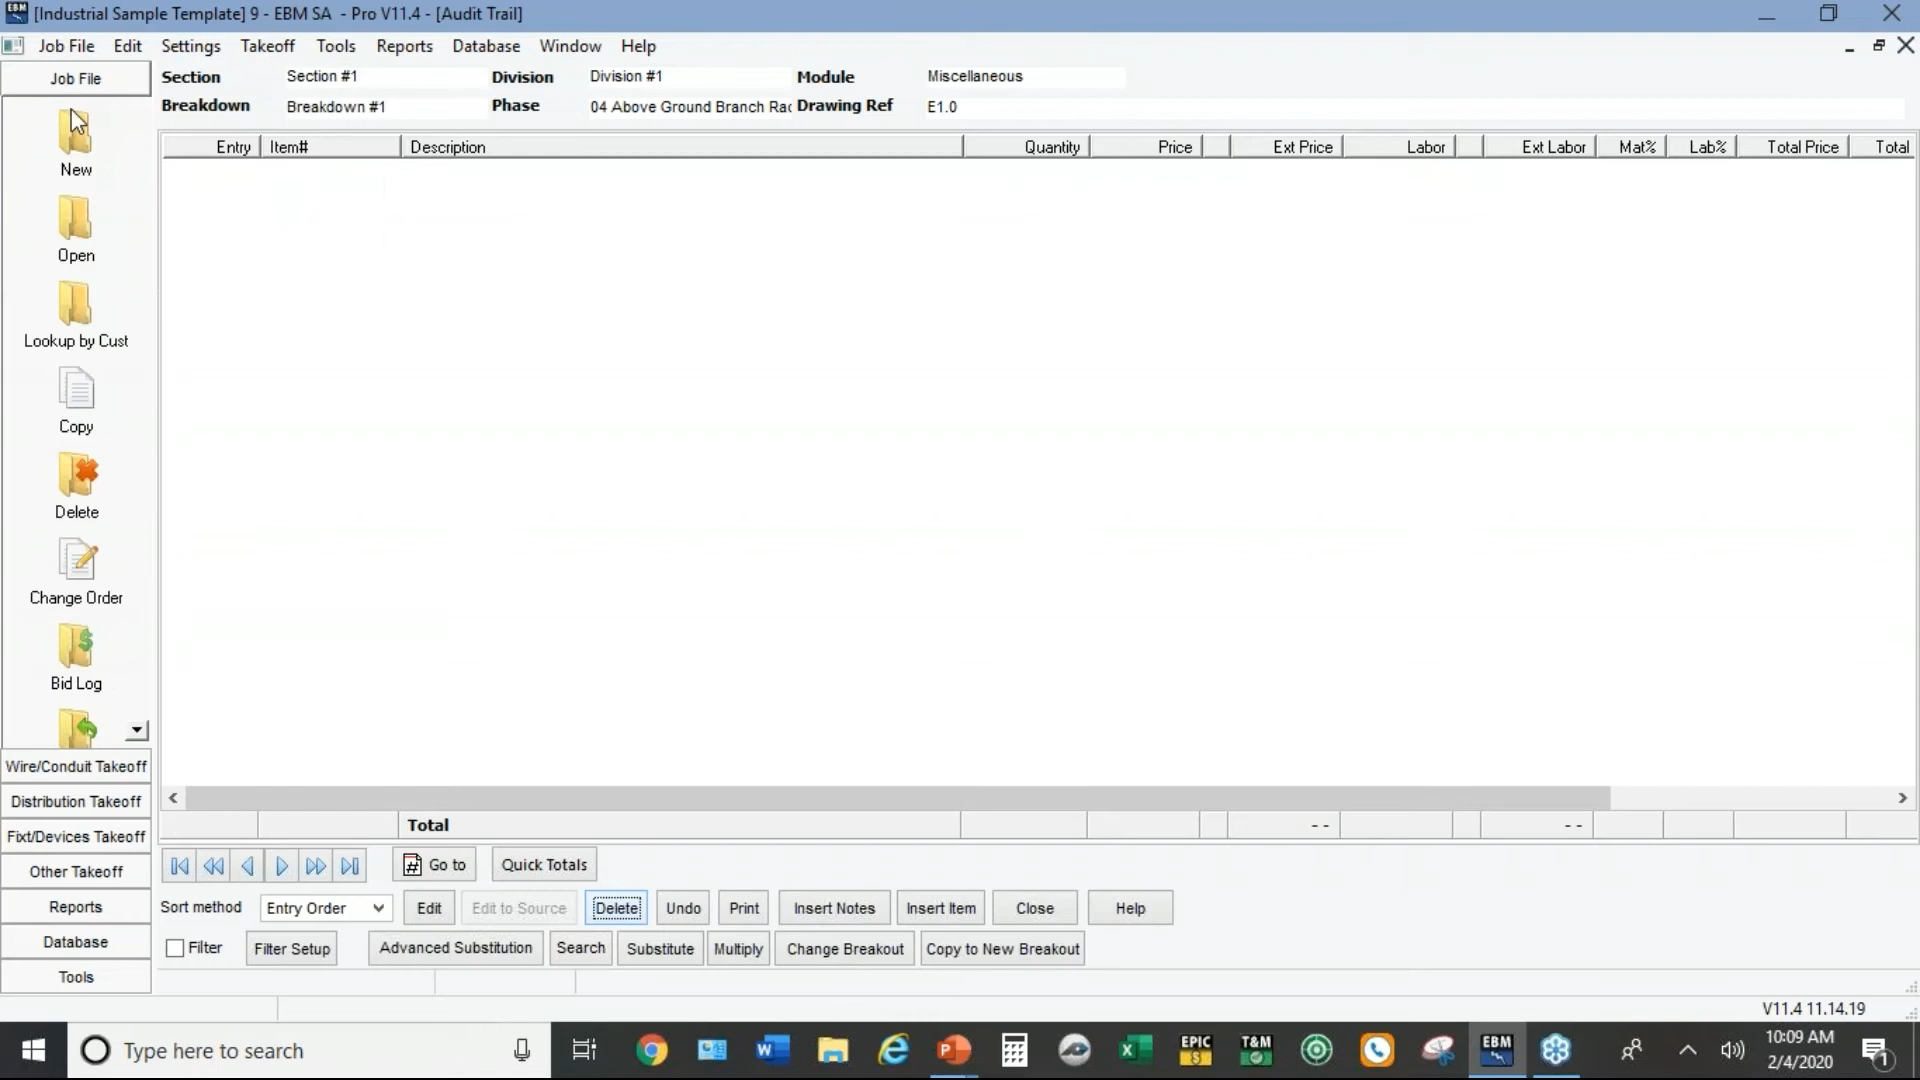 EBM
[Industrial Sample Template] 9 - EBM SA - Pro V11.4 - [Audit Trail]
Job File Edit Settings Takeoff Tools Reports Database Window Help
Job File
Section Section #1 Division Division #1 Module Miscellaneous
Breakdown Breakdown #1 Phase 04 Above Ground Branch Rac Drawing Ref E1.0
Entry Item# Description Quantity Price Ext Price Labor Ext Labor Mat% Lab% Total Price Total
New
Open
Lookup by Cust
Copy
Delete
Change Order
Bid Log
Wire/Conduit Takeoff
Distribution Takeoff
Fixt/Devices Takeoff
Other Takeoff
Reports
Database
Tools
Total - - - -
# Go to Quick Totals
Sort method Entry Order Edit Edit to Source Delete Undo Print Insert Notes Insert Item Close Help
Filter Filter Setup Advanced Substitution Search Substitute Multiply Change Breakout Copy to New Breakout
V11.4 11.14.19
Type here to search
EPIC $
T&M
EBM
10:09 AM
2/4/2020
1